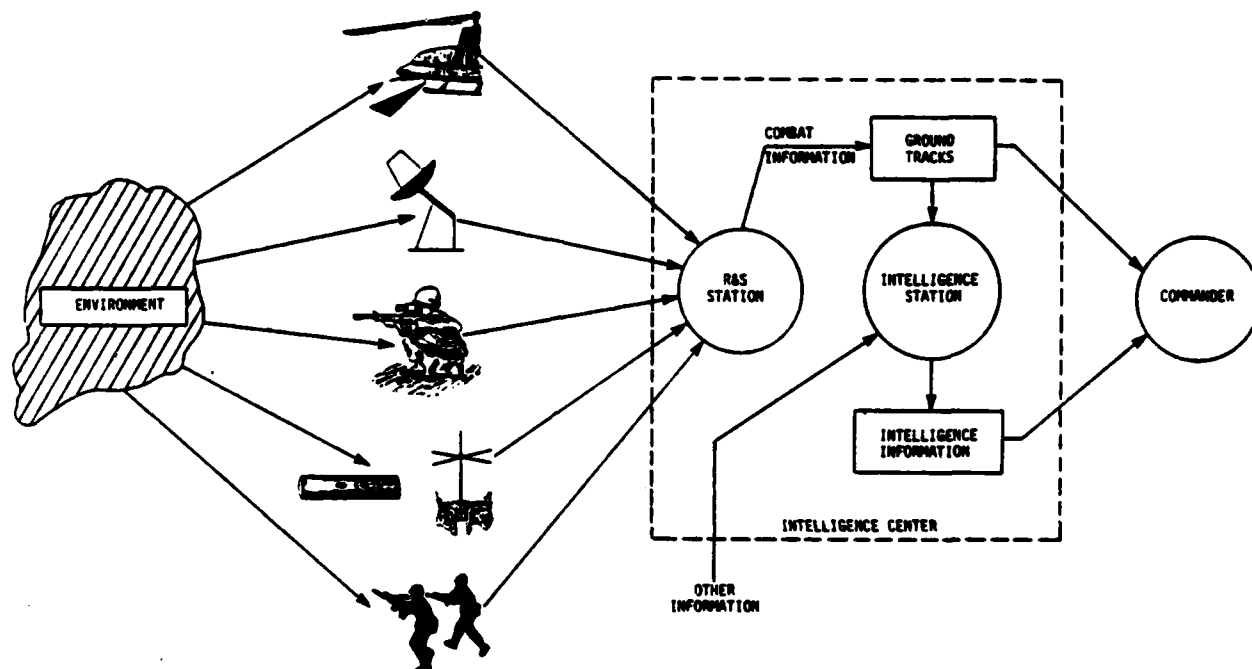 ENVIRONMENT
COMBAT
INFORMATION
GROUND
TRACKS
R&S
STATION
INTELLIGENCE
STATION
COMMANDER
INTELLIGENCE
INFORMATION
INTELLIGENCE CENTER
OTHER
INFORMATION